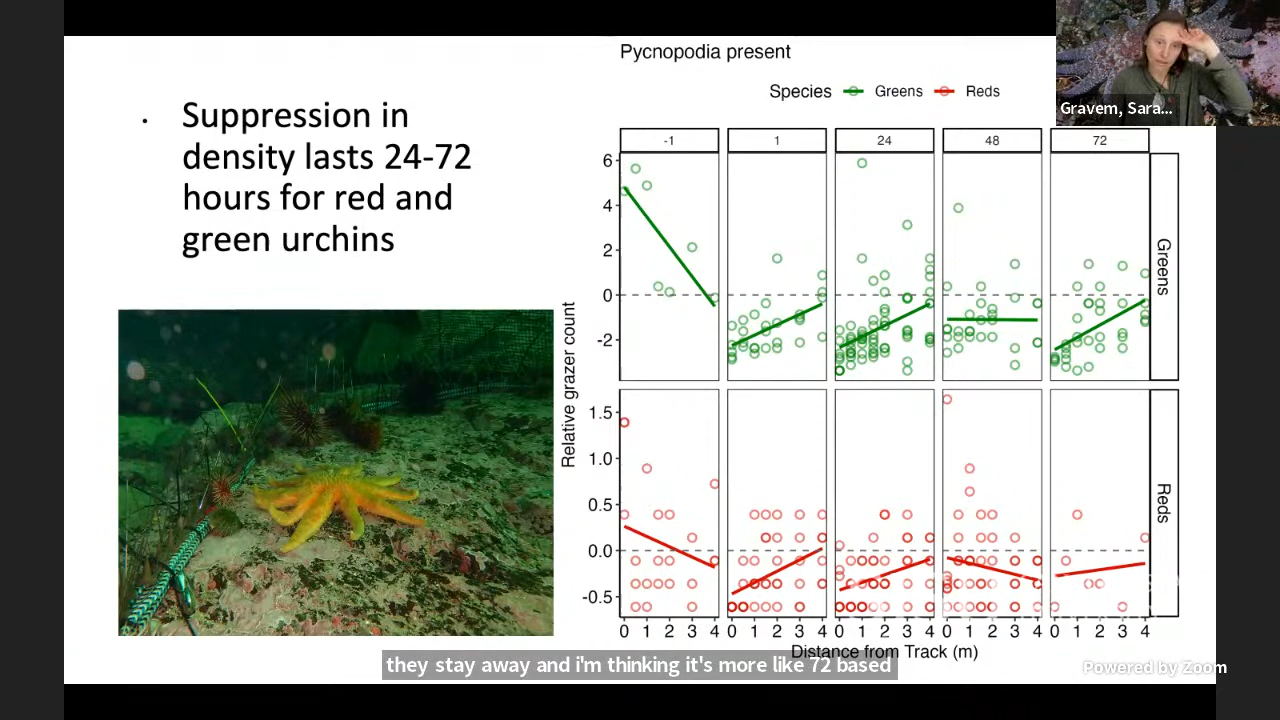 Pycnopodia present
Species Greens Reds
Gravem, Sara...
• Suppression in
density lasts 24-72
hours for red and
green urchins
-1 1 24 48 72
6
4
2
0
-2
Greens
Relative grazer count
1.5
1.0
0.5
0.0
-0.5
Reds
0 1 2 3 4 0 1 2 3 4 0 1 2 3 4 0 1 2 3 4 0 1 2 3 4
Distance from Track (m)
they stay away and i'm thinking it's more like 72 based
Powered by Zoom